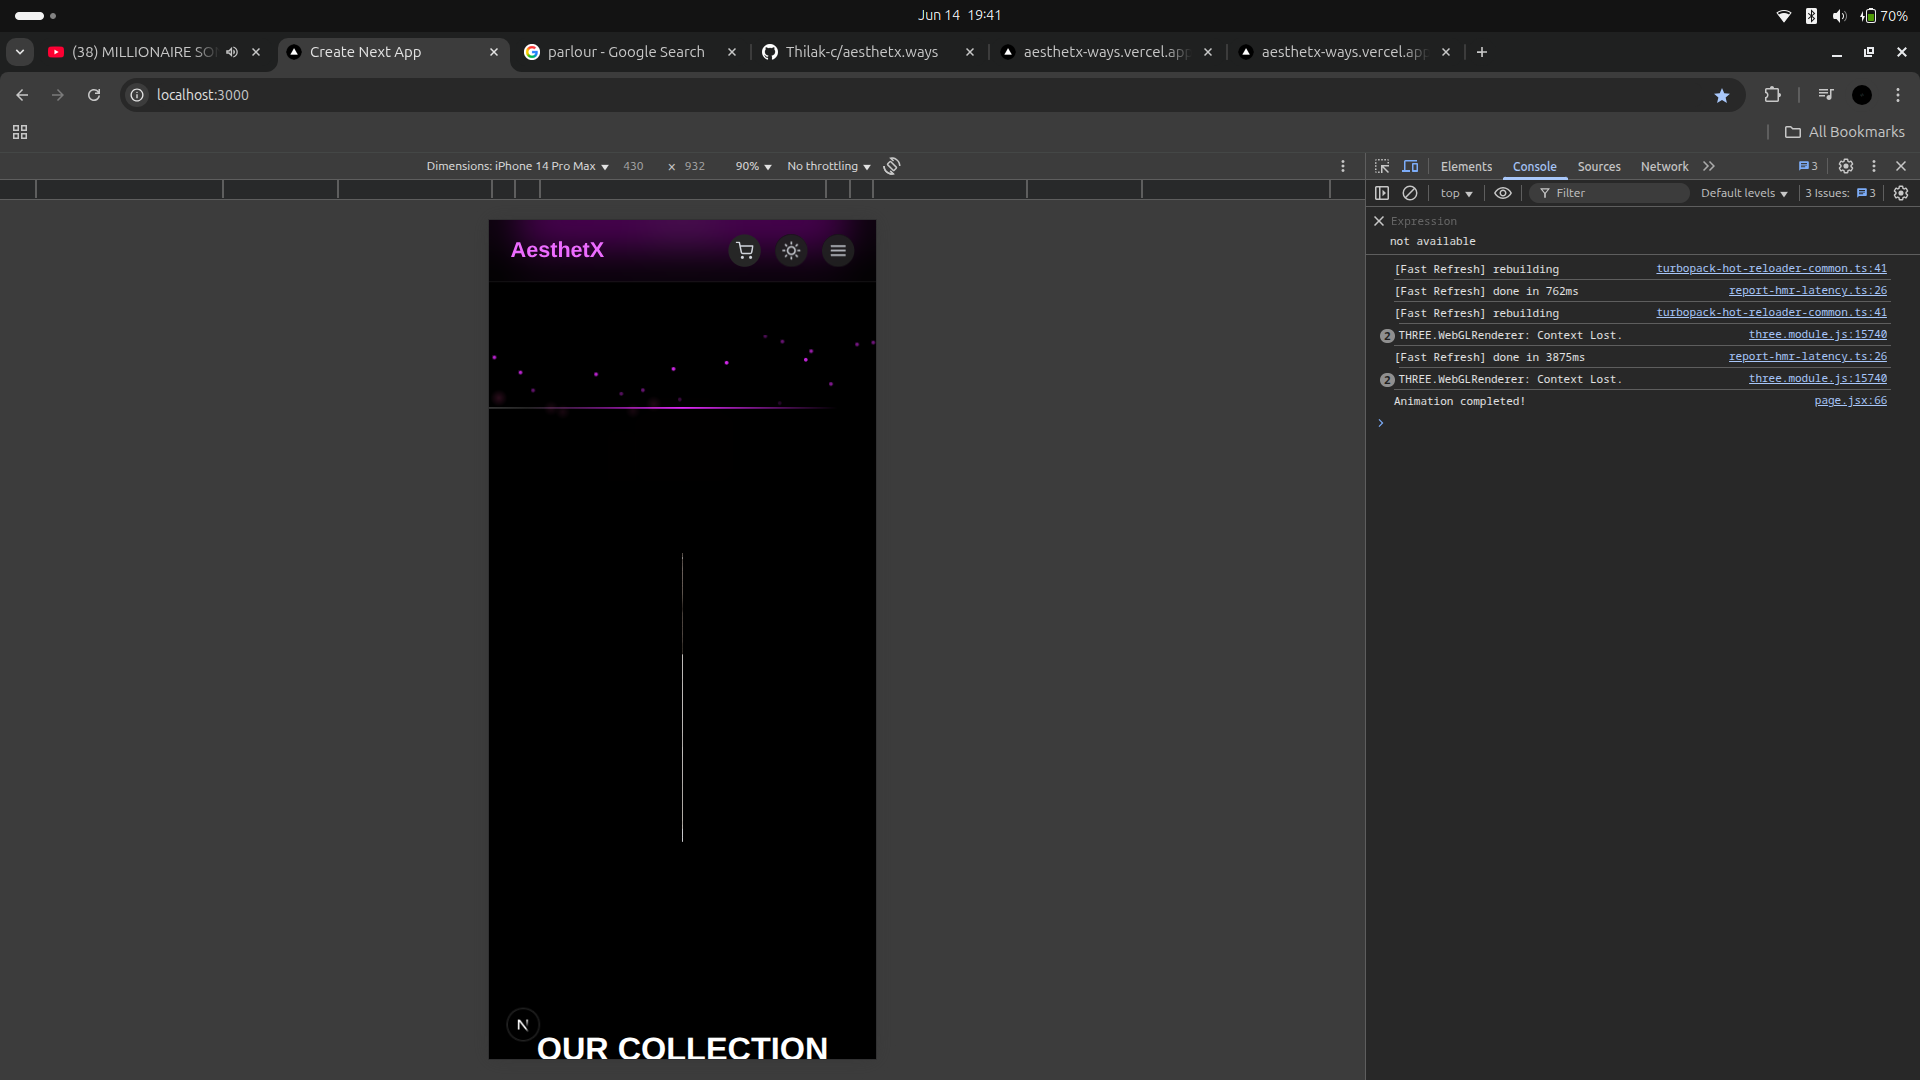 Jun 14 19:41
70%
(38) MILLIONAIRE SO
Create Next App
parlour - Google Search
Thilak-c/aesthetx.ways
aesthetx-ways.vercel.app
aesthetx-ways.vercel.app
localhost:3000
All Bookmarks
Dimensions: iPhone 14 Pro Max 430 x 932 90% No throttling
Elements Console Sources Network 3
top Filter Default levels 3 Issues: 3
Expression
not available
[Fast Refresh] rebuilding turbopack-hot-reloader-common.ts:41
[Fast Refresh] done in 762ms report-hmr-latency.ts:26
[Fast Refresh] rebuilding turbopack-hot-reloader-common.ts:41
2 THREE.WebGLRenderer: Context Lost. three.module.js:15740
[Fast Refresh] done in 3875ms report-hmr-latency.ts:26
2 THREE.WebGLRenderer: Context Lost. three.module.js:15740
Animation completed! page.jsx:66
AesthetX
N
OUR COLLECTION